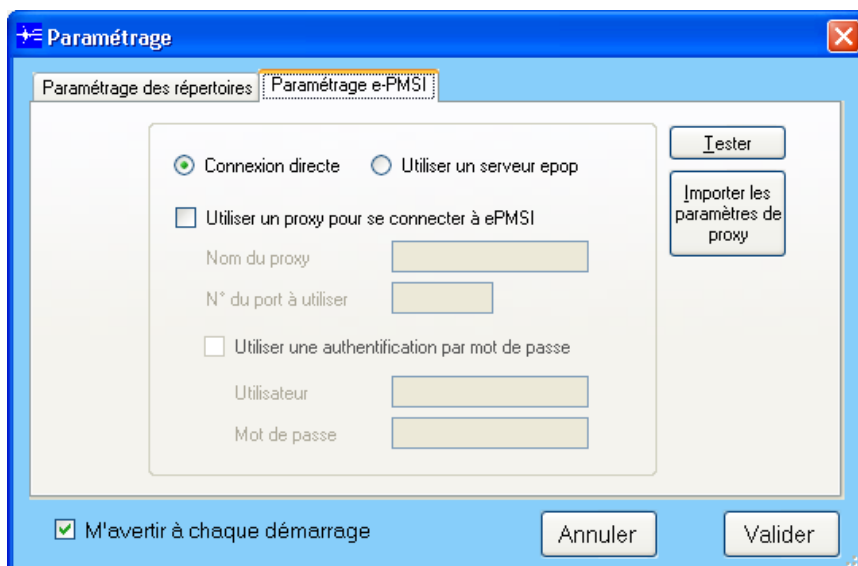 Paramétrage
Paramétrage des répertoires
Paramétrage e-PMSI
Connexion directe
Utiliser un serveur epop
Tester
Importer les
paramètres de
proxy
Utiliser un proxy pour se connecter à ePMSI
Nom du proxy
N° du port à utiliser
Utiliser une authentification par mot de passe
Utilisateur
Mot de passe
M'avertir à chaque démarrage
Annuler
Valider